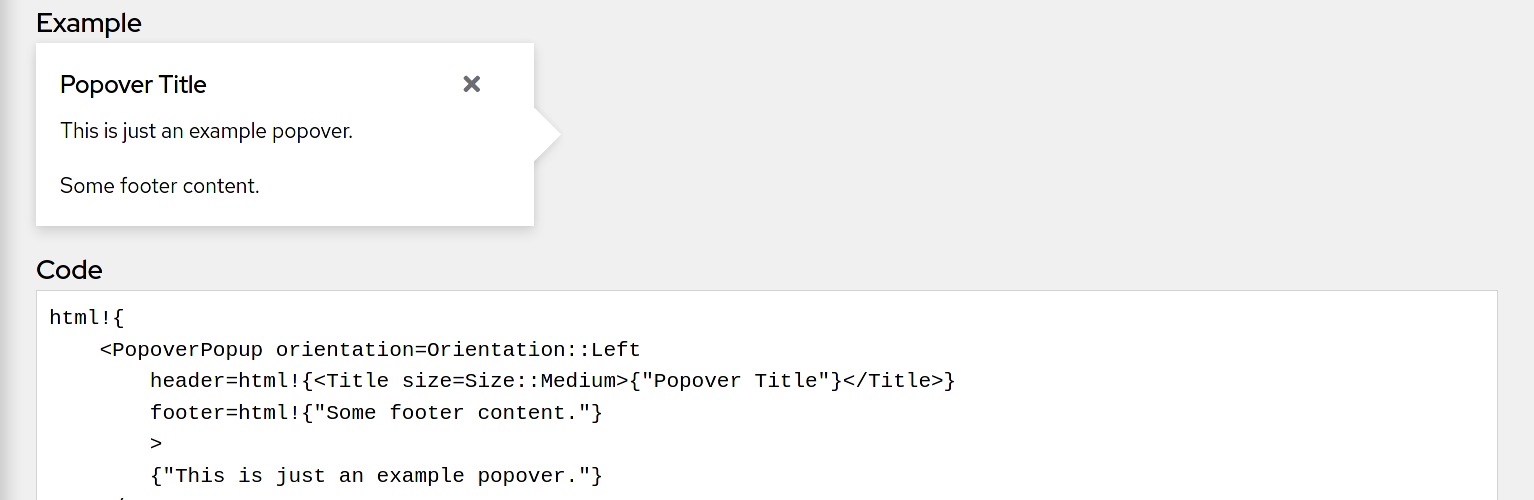 Example
Popover Title
This is just an example popover.
Some footer content.
Code
html!{
    <PopoverPopup orientation=Orientation::Left
        header=html!{<Title size=Size::Medium>{"Popover Title"}</Title>}
        footer=html!{"Some footer content."}
        >
        {"This is just an example popover."}